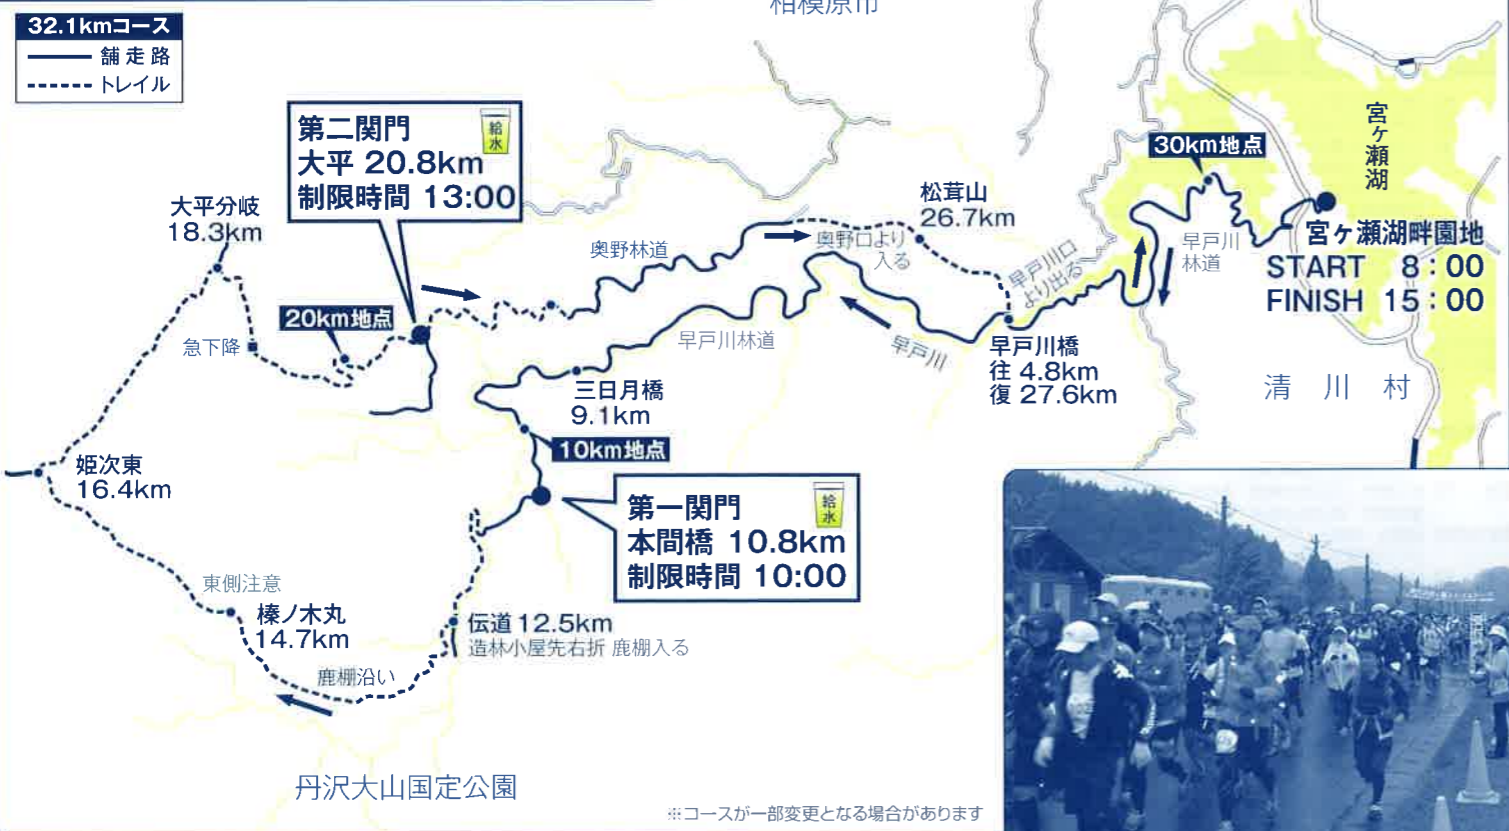 相模原市
32.1kmコース
舗走路
トレイル
第二関門
大平 20.8km
制限時間 13:00
給水
大平分岐
18.3km
急下降
20km地点
奥野林道
奥野口より
入る
松茸山
26.7km
早戸川口
より出る
30km地点
宮ヶ瀬湖
宮ヶ瀬湖畔園地
START 8:00
FINISH 15:00
早戸川
林道
早戸川林道
早戸川
早戸川橋
往 4.8km
復 27.6km
清川村
三日月橋
9.1km
10km地点
第一関門
本間橋 10.8km
制限時間 10:00
給水
姫次東
16.4km
東側注意
榛ノ木丸
14.7km
伝道 12.5km
造林小屋先右折 鹿棚入る
鹿棚沿い
丹沢大山国定公園
※コースが一部変更となる場合があります